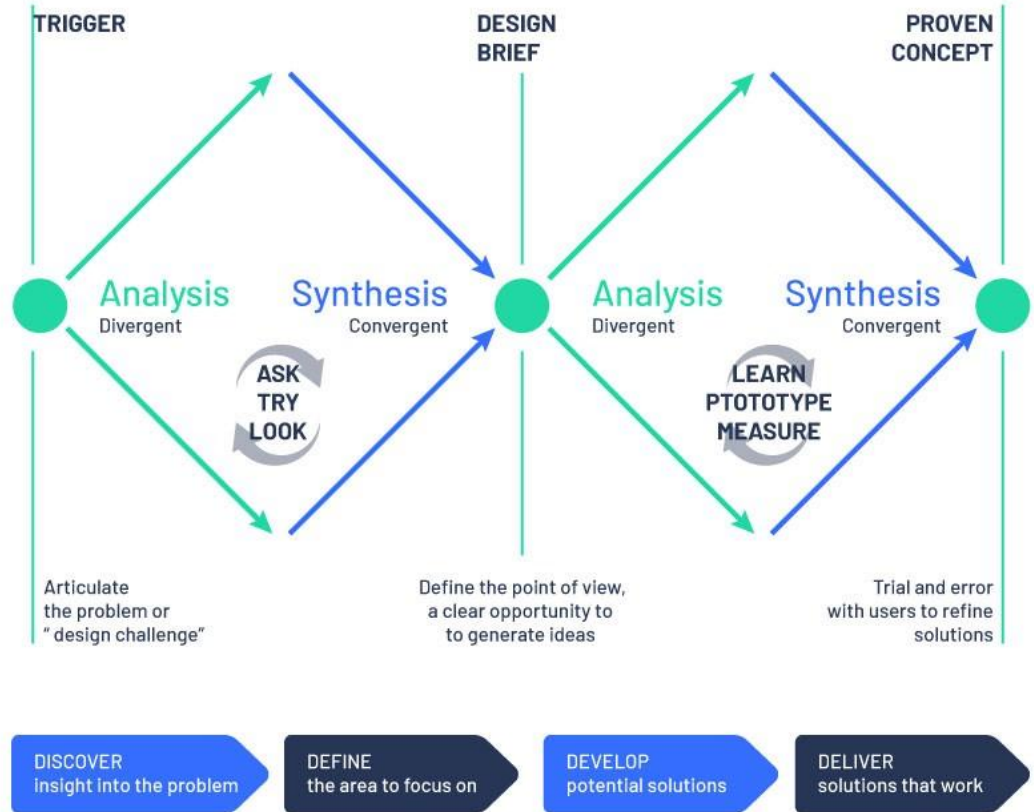 TRIGGER
DESIGN
BRIEF
PROVEN
CONCEPT
Analysis
Divergent
Synthesis
Convergent
ASK
TRY
LOOK
Analysis
Divergent
Synthesis
Convergent
LEARN
PTOTOTYPE
MEASURE
Articulate
the problem or
“ design challenge”
Define the point of view,
a clear opportunity to
to generate ideas
Trial and error
with users to refine
solutions
DISCOVER
insight into the problem
DEFINE
the area to focus on
DEVELOP
potential solutions
DELIVER
solutions that work